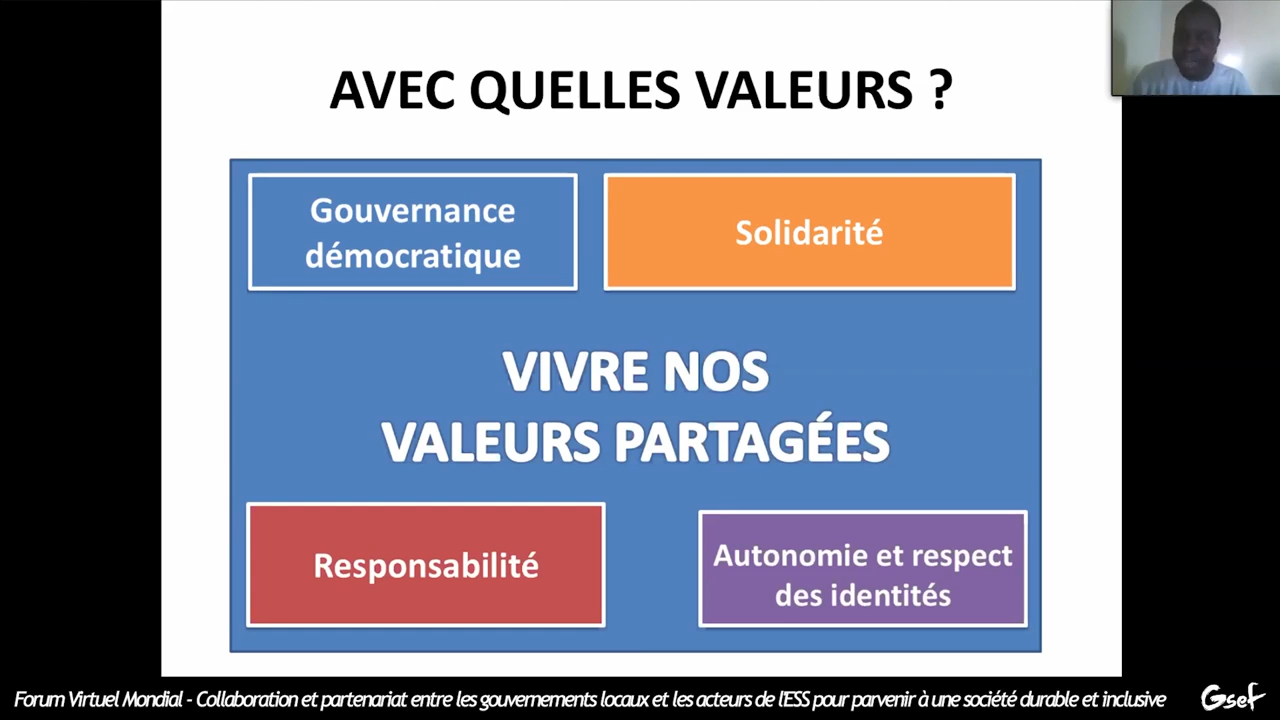 AVEC QUELLES VALEURS ?
Gouvernance
démocratique
Solidarité
VIVRE NOS
VALEURS PARTAGÉES
Responsabilité
Autonomie et respect
des identités
Forum Virtuel Mondial - Collaboration et partenariat entre les gouvernements locaux et les acteurs de l'ESS pour parvenir à une société durable et inclusive
Gsef